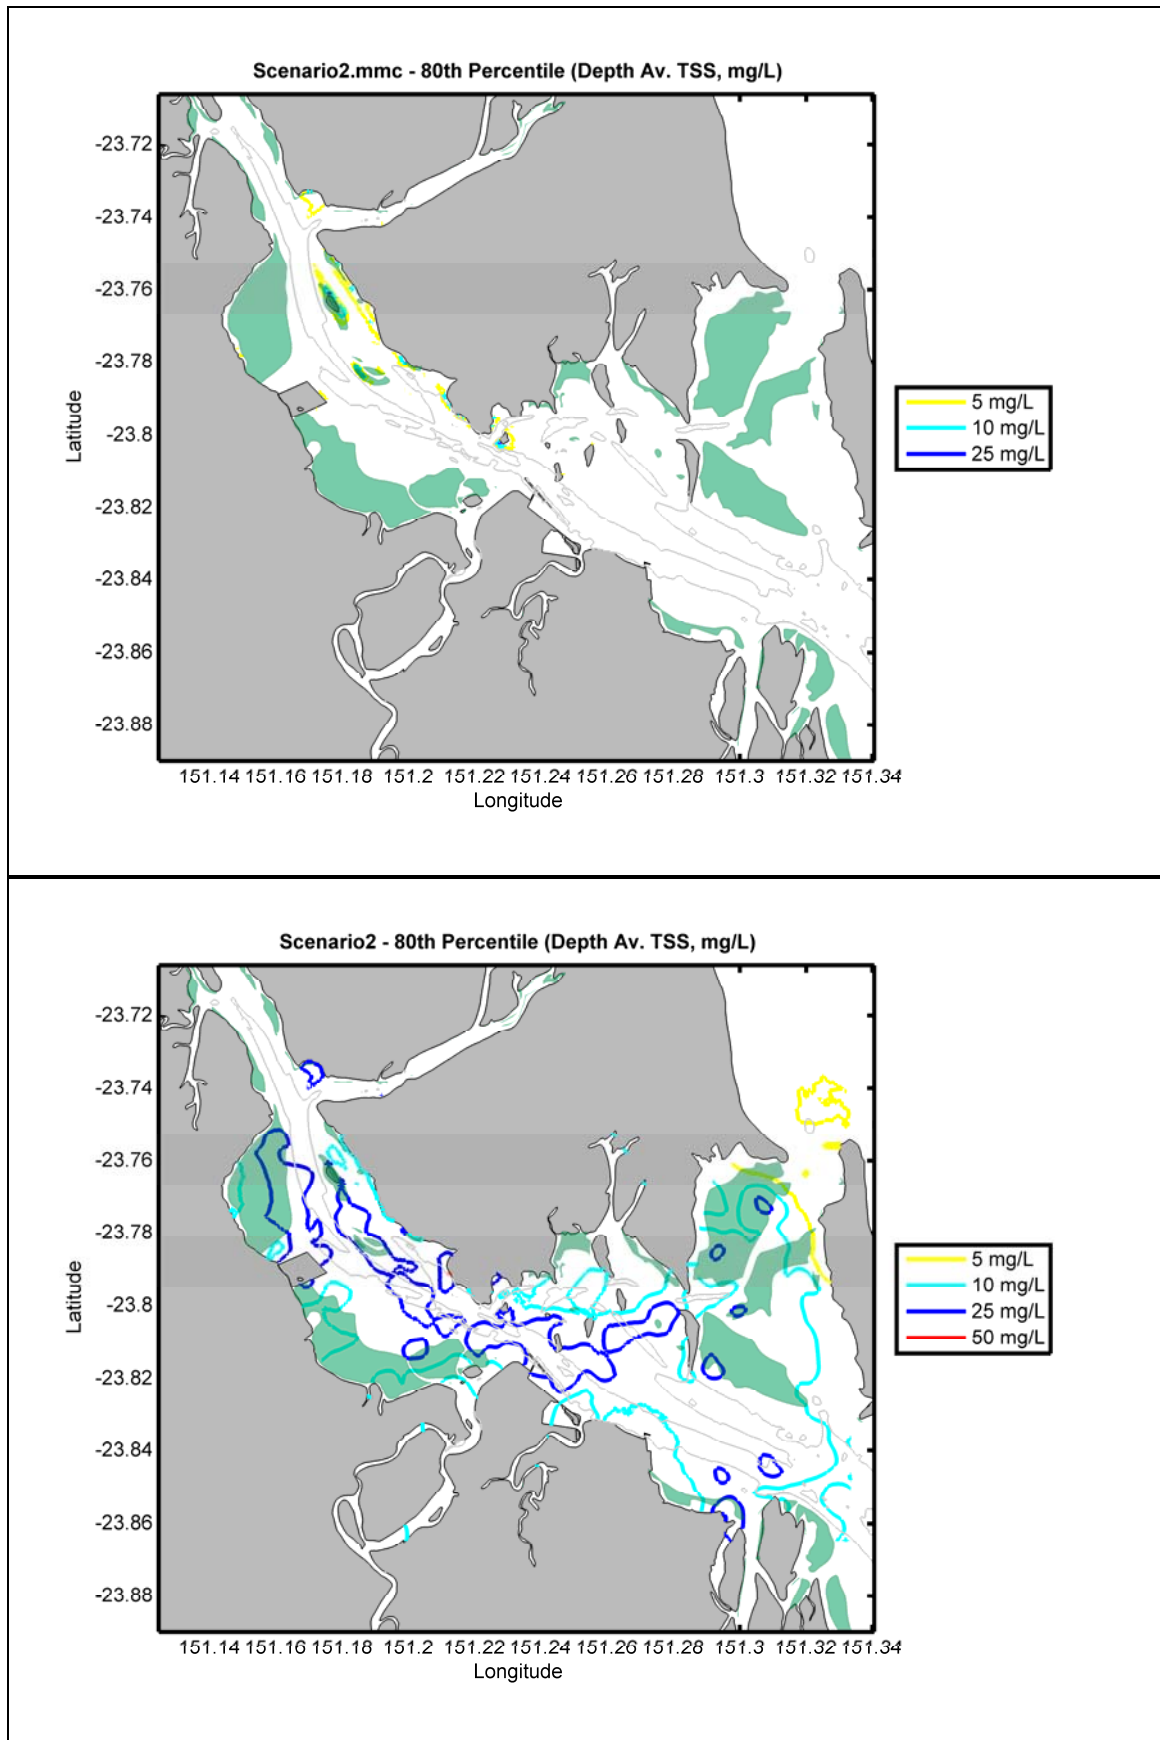 Scenario2.mmc - 80th Percentile (Depth Av. TSS, mg/L)
-23.72
-23.74
-23.76
-23.78
-23.8
-23.82
-23.84
-23.86
-23.88
Latitude
151.14 151.16 151.18 151.2 151.22 151.24 151.26 151.28 151.3 151.32 151.34
Longitude
5 mg/L
10 mg/L
25 mg/L
Scenario2 - 80th Percentile (Depth Av. TSS, mg/L)
-23.72
-23.74
-23.76
-23.78
-23.8
-23.82
-23.84
-23.86
-23.88
Latitude
151.14 151.16 151.18 151.2 151.22 151.24 151.26 151.28 151.3 151.32 151.34
Longitude
5 mg/L
10 mg/L
25 mg/L
50 mg/L